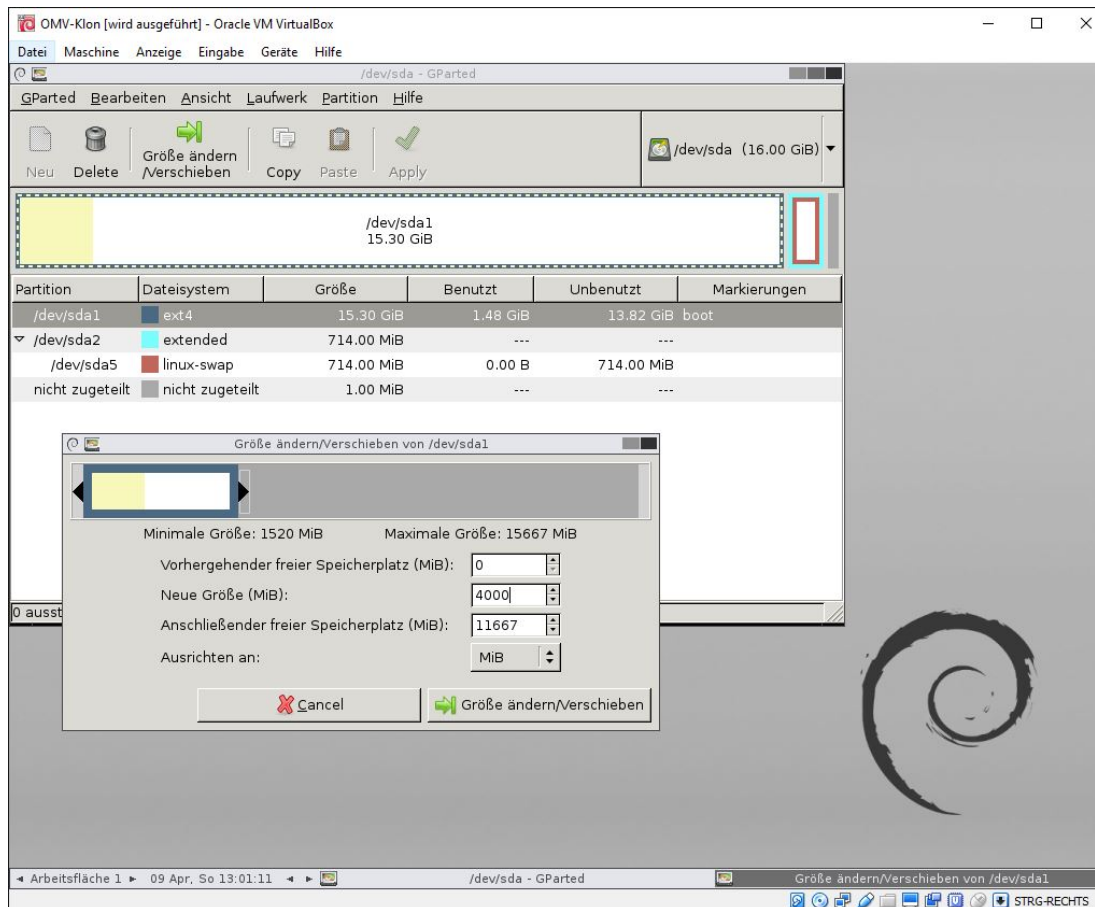 OMV-Klon [wird ausgeführt] - Oracle VM VirtualBox
Datei Maschine Anzeige Eingabe Geräte Hilfe
/dev/sda - GParted
GParted Bearbeiten Ansicht Laufwerk Partition Hilfe
Neu Delete Größe ändern/Verschieben Copy Paste Apply /dev/sda (16.00 GiB)
/dev/sda1
15.30 GiB
Partition Dateisystem Größe Benutzt Unbenutzt Markierungen
/dev/sda1 ext4 15.30 GiB 1.48 GiB 13.82 GiB boot
/dev/sda2 extended 714.00 MiB --- ---
/dev/sda5 linux-swap 714.00 MiB 0.00 B 714.00 MiB
nicht zugeteilt nicht zugeteilt 1.00 MiB --- ---
Größe ändern/Verschieben von /dev/sda1
Minimale Größe: 1520 MiB Maximale Größe: 15667 MiB
Vorhergehender freier Speicherplatz (MiB): 0
Neue Größe (MiB): 4000
0 ausst
Anschließender freier Speicherplatz (MiB): 11667
Ausrichten an: MiB
Cancel Größe ändern/Verschieben
Arbeitsfläche 1 09 Apr, So 13:01:11 /dev/sda - GParted Größe ändern/Verschieben von /dev/sda1
STRG-RECHTS